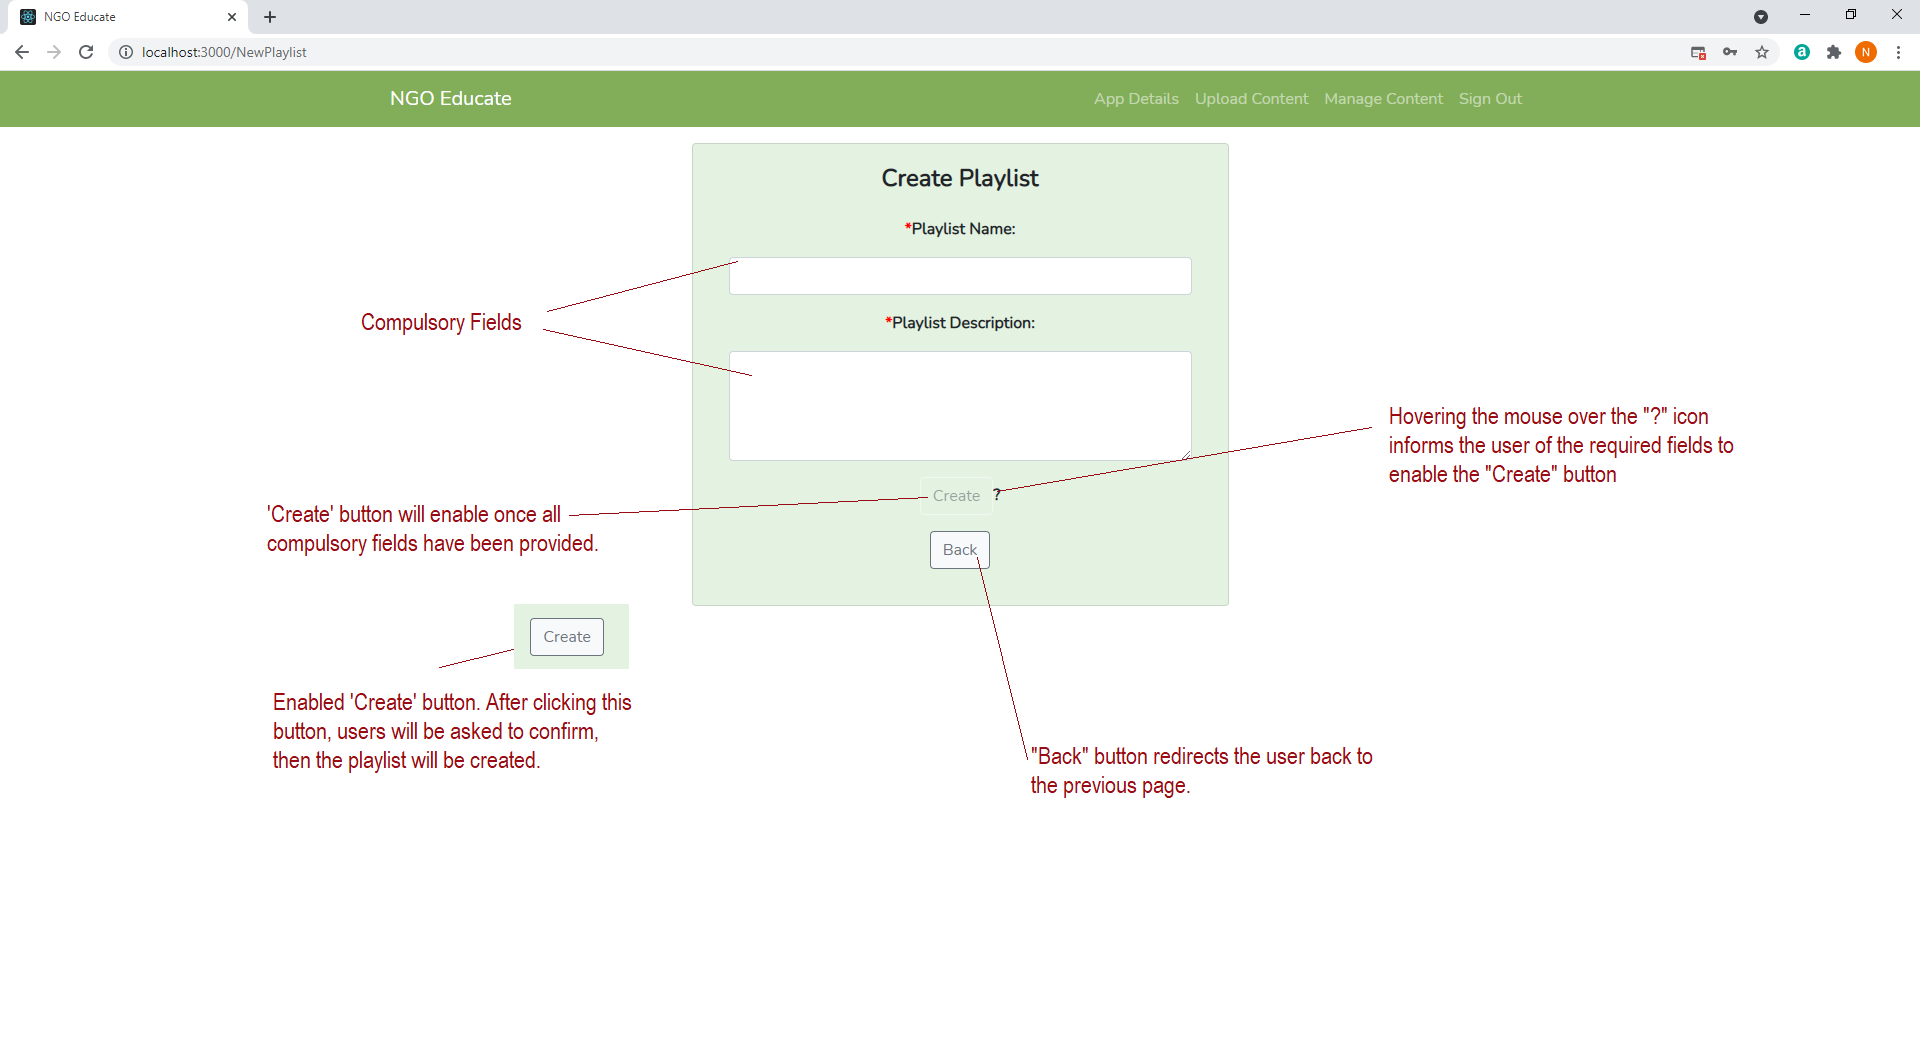 NGO Educate
localhost:3000/NewPlaylist
N
NGO Educate
App Details Upload Content Manage Content Sign Out
Create Playlist
*Playlist Name:
Compulsory Fields
*Playlist Description:
Hovering the mouse over the "?" icon
informs the user of the required fields to
enable the "Create" button
Create ?
'Create' button will enable once all
compulsory fields have been provided.
Back
Create
Enabled 'Create' button. After clicking this
button, users will be asked to confirm,
then the playlist will be created.
"Back" button redirects the user back to
the previous page.